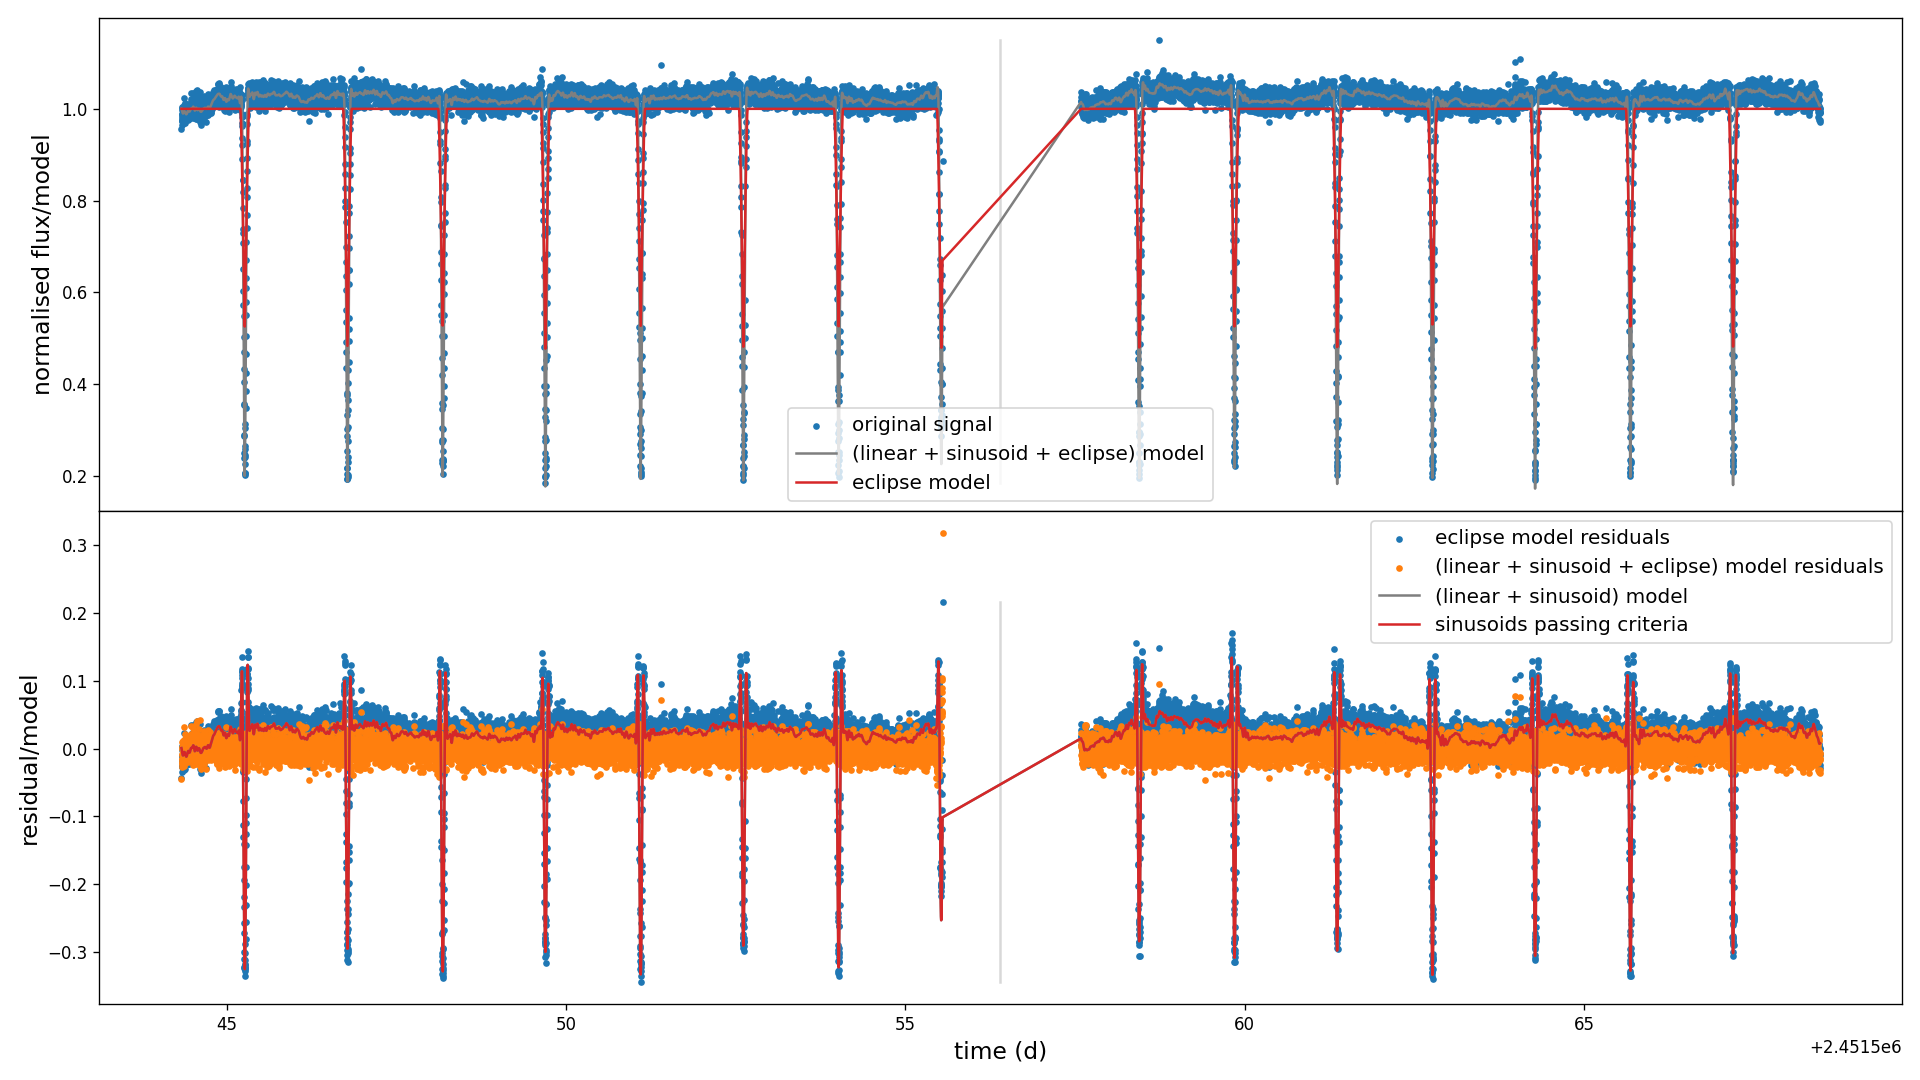 normalised flux/model
1.0
0.8
0.6
0.4
0.2
original signal
(linear + sinusoid + eclipse) model
eclipse model
residual/model
0.3
0.2
0.1
0.0
−0.1
−0.2
−0.3
eclipse model residuals
(linear + sinusoid + eclipse) model residuals
(linear + sinusoid) model
sinusoids passing criteria
45
50
55
60
65
time (d)
+2.4515e6